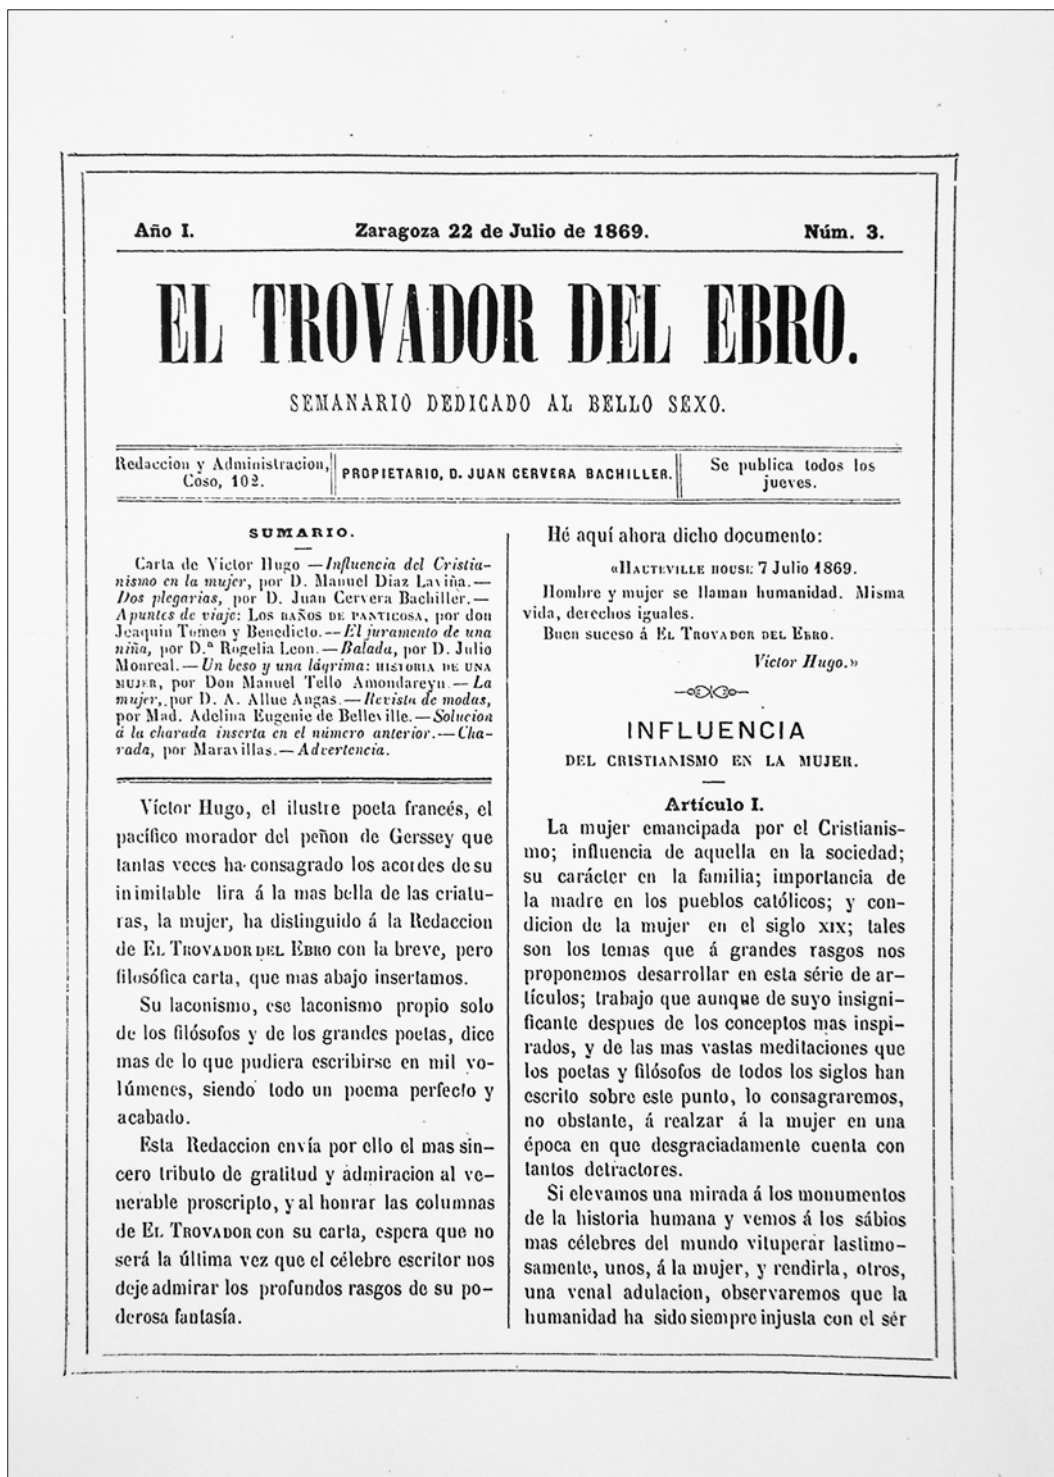 Año I.
Zaragoza 22 de Julio de 1869.
Núm. 3.
EL TROVADOR DEL EBRO.
SEMANARIO DEDICADO AL BELLO SEXO.
Redaccion y Administracion,
Coso, 102.
PROPIETARIO, D. JUAN CERVERA BACHILLER.
Se publica todos los
jueves.
SUMARIO.
Carta de Víctor Hugo —Influencia del Cristia-
nismo en la mujer, por D. Manuel Diaz Laviña.—
Dos plegarias, por D. Juan Cervera Bachiller.—
Apuntes de viaje: LOS BAÑOS DE PANTICOSA, por don
Joaquin Tomeo y Benedicto.—El juramento de una
niña, por D.ª Rogelia Leon.—Balada, por D. Julio
Monreal.—Un beso y una lágrima: HISTORIA DE UNA
MUJER, por Don Manuel Tello Amondareyn.—La
mujer, por D. A. Allue Angas.—Revista de modas,
por Mad. Adelina Eugenie de Belleville.—Solucion
á la charada inserta en el número anterior.—Cha-
rada, por Maravillas.—Advertencia.
Víctor Hugo, el ilustre poeta francés, el
pacífico morador del peñon de Gerssey que
tantas veces ha consagrado los acordes de su
inimitable lira á la mas bella de las criatu-
ras, la mujer, ha distinguido á la Redaccion
de EL TROVADOR DEL EBRO con la breve, pero
filosófica carta, que mas abajo insertamos.
Su laconismo, ese laconismo propio solo
de los filósofos y de los grandes poetas, dice
mas de lo que pudiera escribirse en mil vo-
lúmenes, siendo todo un poema perfecto y
acabado.
Esta Redaccion envía por ello el mas sin-
cero tributo de gratitud y admiracion al ve-
nerable proscripto, y al honrar las columnas
de EL TROVADOR con su carta, espera que no
será la última vez que el célebre escritor nos
deje admirar los profundos rasgos de su po-
derosa fantasía.
Hé aquí ahora dicho documento:
«HAUTEVILLE HOUSE 7 Julio 1869.
Hombre y mujer se llaman humanidad. Misma
vida, derechos iguales.
Buen suceso á EL TROVADOR DEL EBRO.
Víctor Hugo.»
INFLUENCIA
DEL CRISTIANISMO EN LA MUJER.
Artículo I.
La mujer emancipada por el Cristianis-
mo; influencia de aquella en la sociedad;
su carácter en la familia; importancia de
la madre en los pueblos católicos; y con-
dicion de la mujer en el siglo XIX; tales
son los temas que á grandes rasgos nos
proponemos desarrollar en esta série de ar-
tículos; trabajo que aunque de suyo insigni-
ficante despues de los conceptos mas inspi-
rados, y de las mas vastas meditaciones que
los poetas y filósofos de todos los siglos han
escrito sobre este punto, lo consagraremos,
no obstante, á realzar á la mujer en una
época en que desgraciadamente cuenta con
tantos detractores.
Si elevamos una mirada á los monumentos
de la historia humana y vemos á los sábios
mas célebres del mundo vituperar lastimo-
samente, unos, á la mujer, y rendirla, otros,
una venal adulacion, observaremos que la
humanidad ha sido siempre injusta con el sér